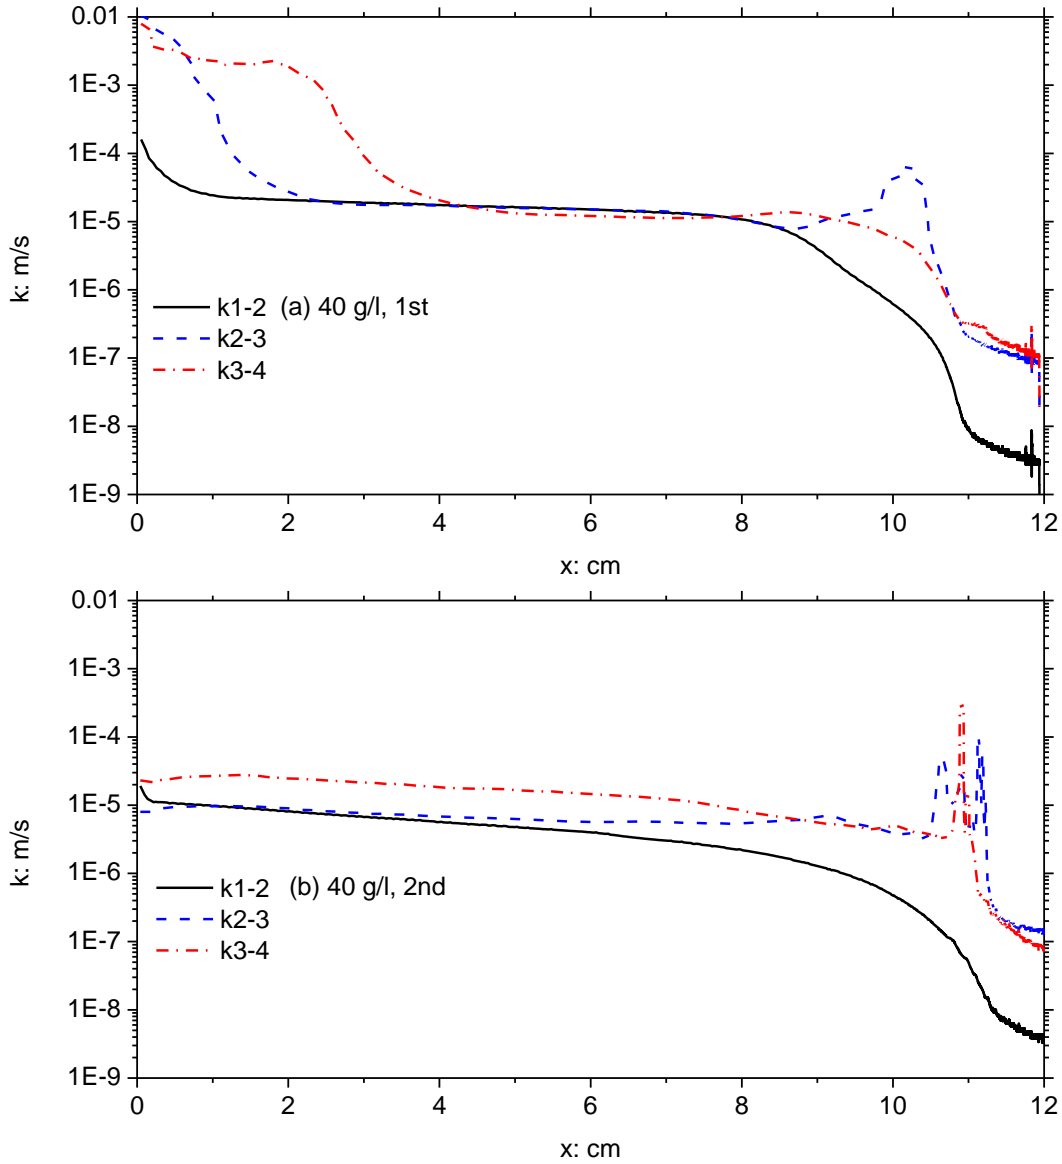 0.01
1E-3
1E-4
1E-5
1E-6
1E-7
1E-8
1E-9
k: m/s
k1-2 (a) 40 g/l, 1st
k2-3
k3-4
0 2 4 6 8 10 12
x: cm
0.01
1E-3
1E-4
1E-5
1E-6
1E-7
1E-8
1E-9
k: m/s
k1-2 (b) 40 g/l, 2nd
k2-3
k3-4
0 2 4 6 8 10 12
x: cm